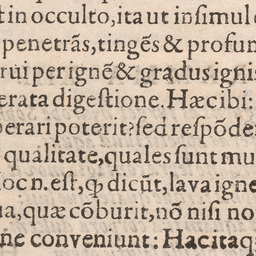 tin occulto, ita ut insimul
penetrãs, tingẽs & profun
rui per ignẽ & gradus ignis
erata digestione. Hæc ibi:
erari poterit? sed respõde
qualitate, quales sunt mu
oc n. est, ꝙ dicũt, lava igne
a, quæ cõburit, nõ nisi no
ne conveniunt: Hac itaq